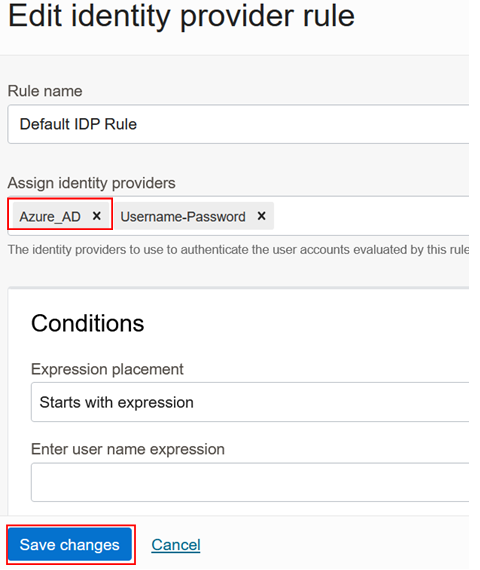 Edit identity provider rule
Rule name
Default IDP Rule
Assign identity providers
Azure_AD × Username-Password ×
The identity providers to use to authenticate the user accounts evaluated by this rule
Conditions
Expression placement
Starts with expression
Enter user name expression
Save changes Cancel